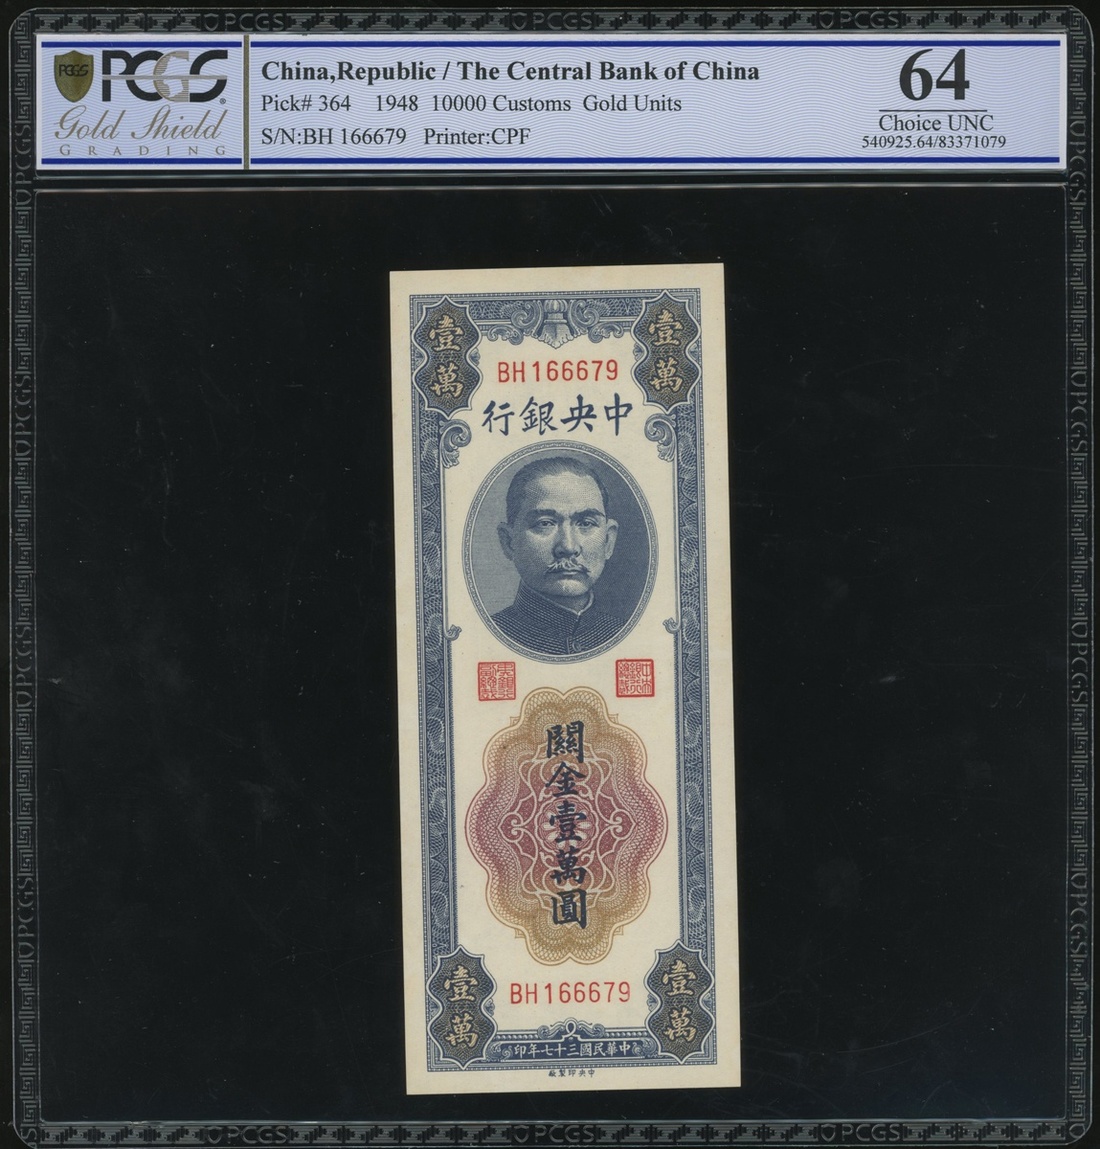 PCGS
PCGS
Gold Shield
GRADING
China,Republic / The Central Bank of China
Pick# 364 1948 10000 Customs Gold Units
S/N:BH 166679 Printer:CPF
64
Choice UNC
540925.64/83371079
壹萬
壹萬
BH166679
行銀央中
關金壹萬圓
BH166679
壹萬
壹萬
印年七十三國民華中
廠製印央中